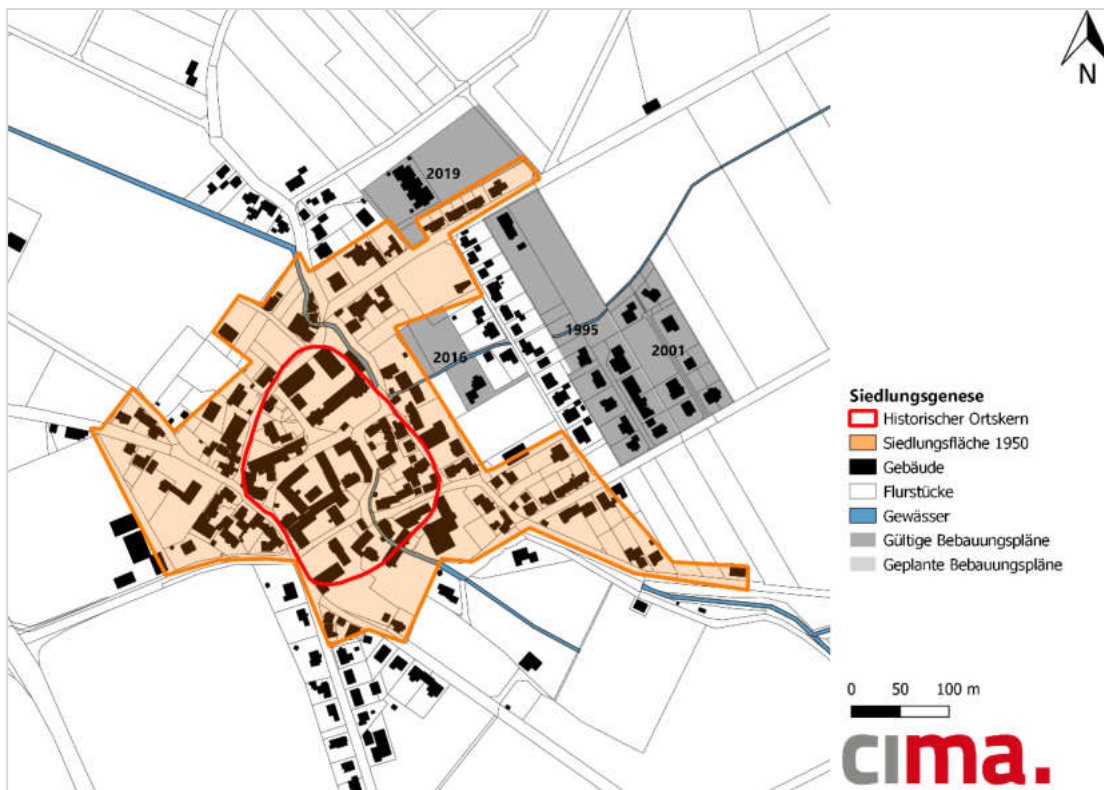 N
2019
1995
2016
2001
Siedlungsgenese
Historischer Ortskern
Siedlungsfläche 1950
Gebäude
Flurstücke
Gewässer
Gültige Bebauungspläne
Geplante Bebauungspläne
0 50 100 m
cima.